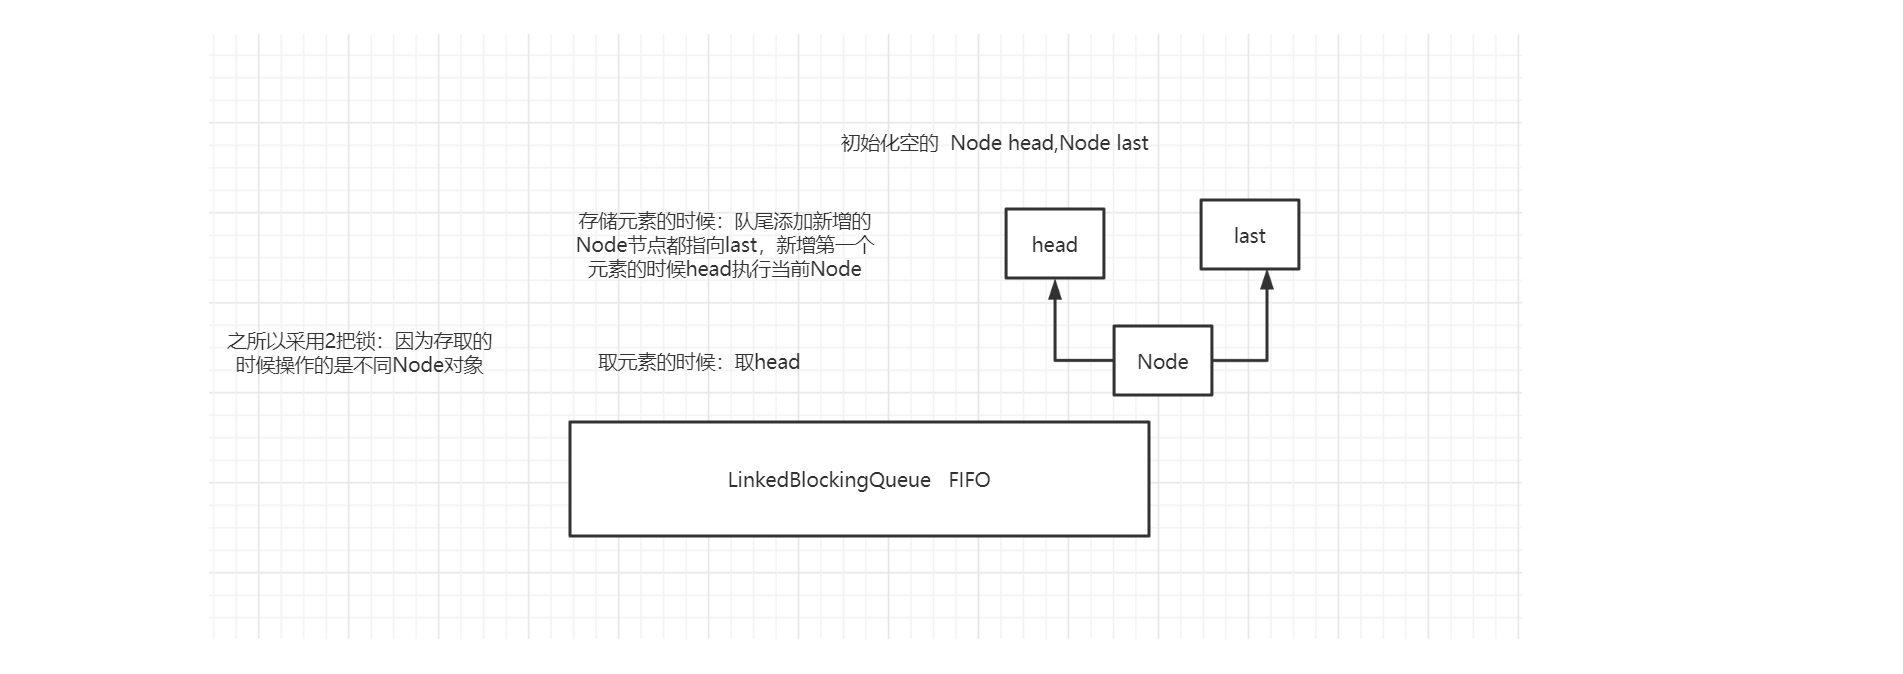 初始化空的  Node head,Node last
存储元素的时候：队尾添加新增的
Node节点都指向last，新增第一个
元素的时候head执行当前Node
head
last
之所以采用2把锁：因为存取的
时候操作的是不同Node对象
取元素的时候：取head
Node
LinkedBlockingQueue   FIFO